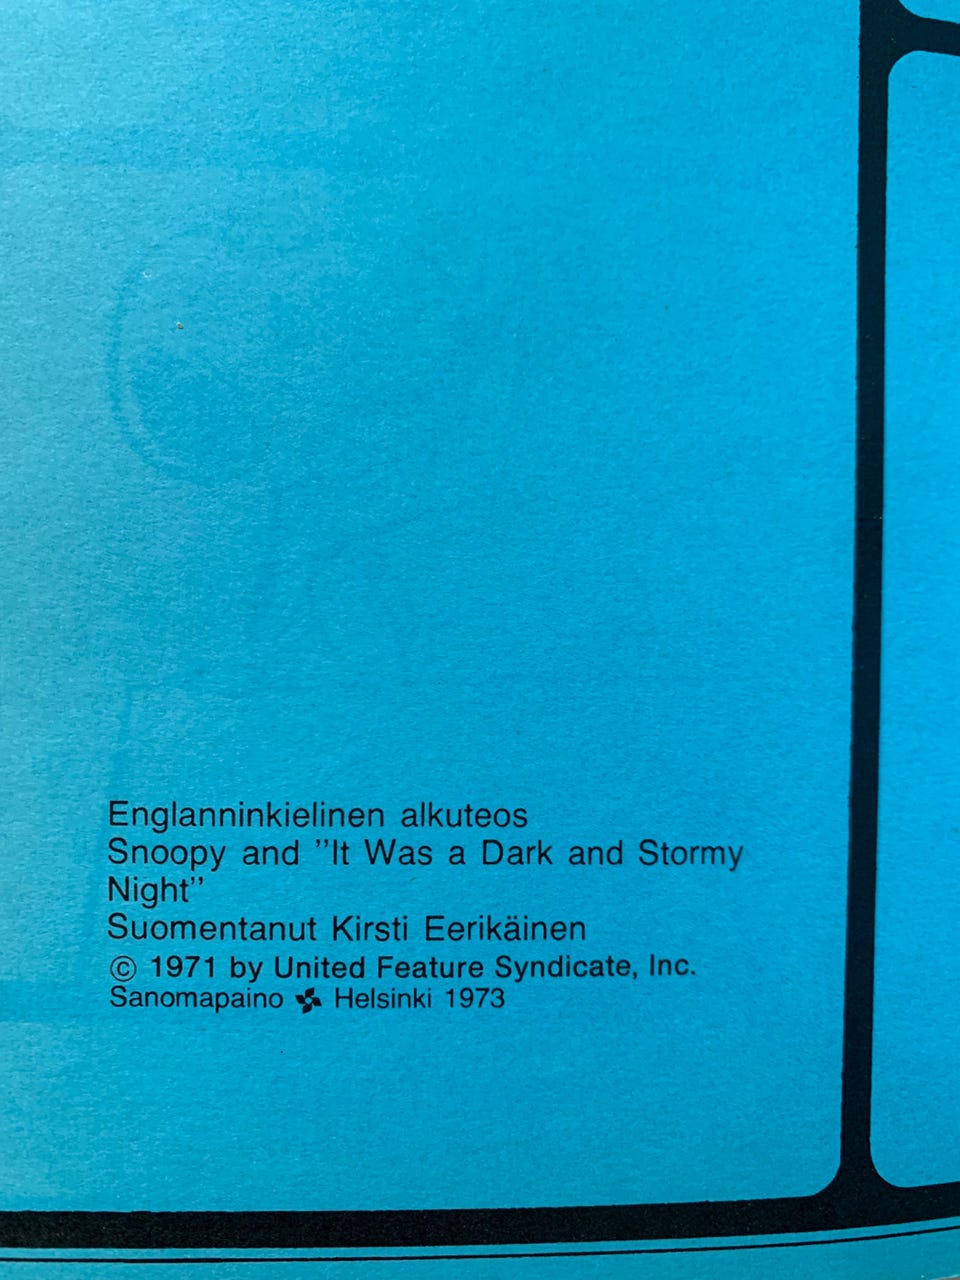 Englanninkielinen alkuteos
Snoopy and ”It Was a Dark and Stormy
Night”
Suomentanut Kirsti Eerikäinen
© 1971 by United Feature Syndicate, Inc.
Sanomapaino Helsinki 1973